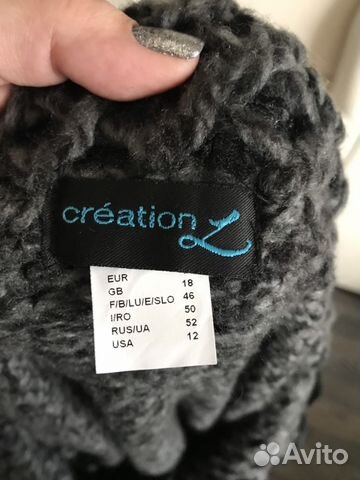 création L
EUR
GB 18
F/B/LU/E/SLO 46
I/RO 50
RUS/UA 52
USA 12
Avito